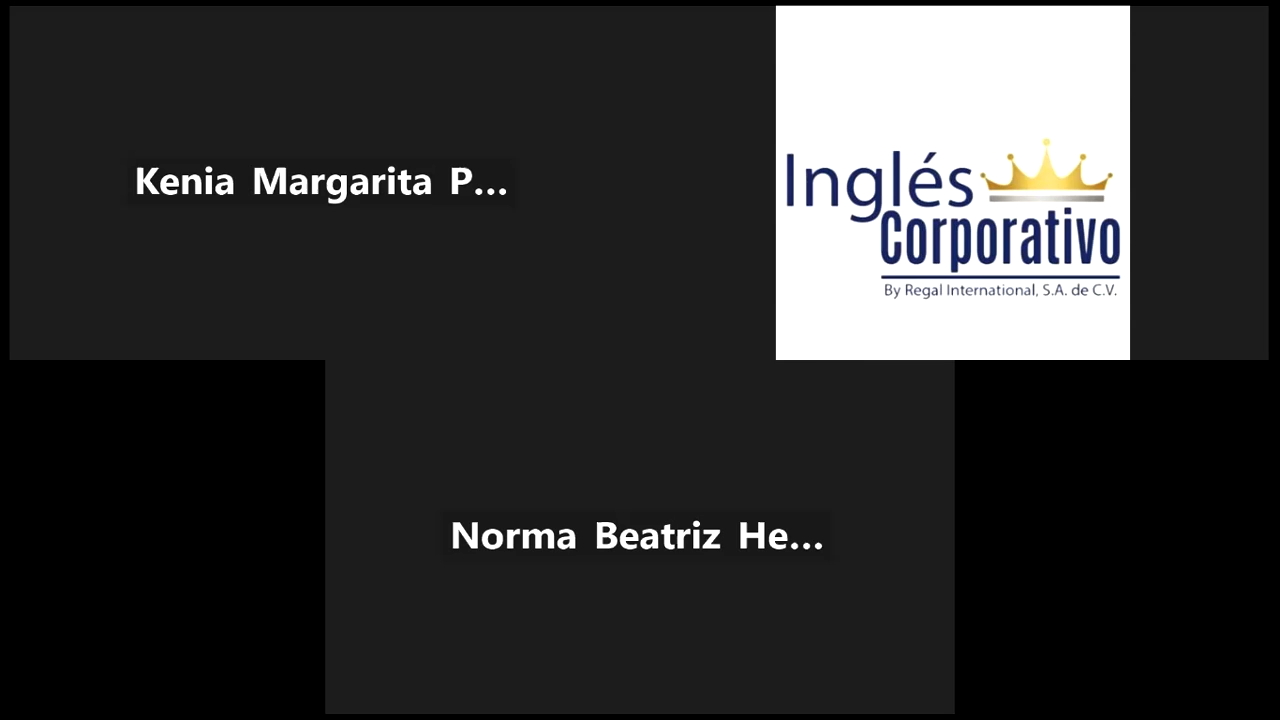 Kenia Margarita P...
Inglés
Corporativo
By Regal International, S.A. de C.V.
Norma Beatriz He...